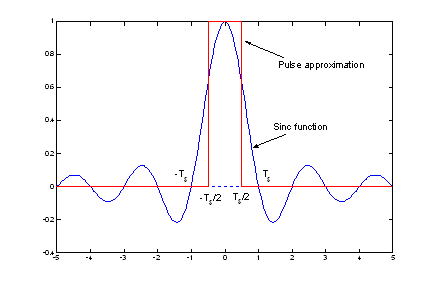 1
0.8
Pulse approximation
0.6
0.4
Sinc function
0.2
-Ts
Ts
0
-Ts/2
Ts/2
-0.2
-0.4
-5 -4 -3 -2 -1 0 1 2 3 4 5